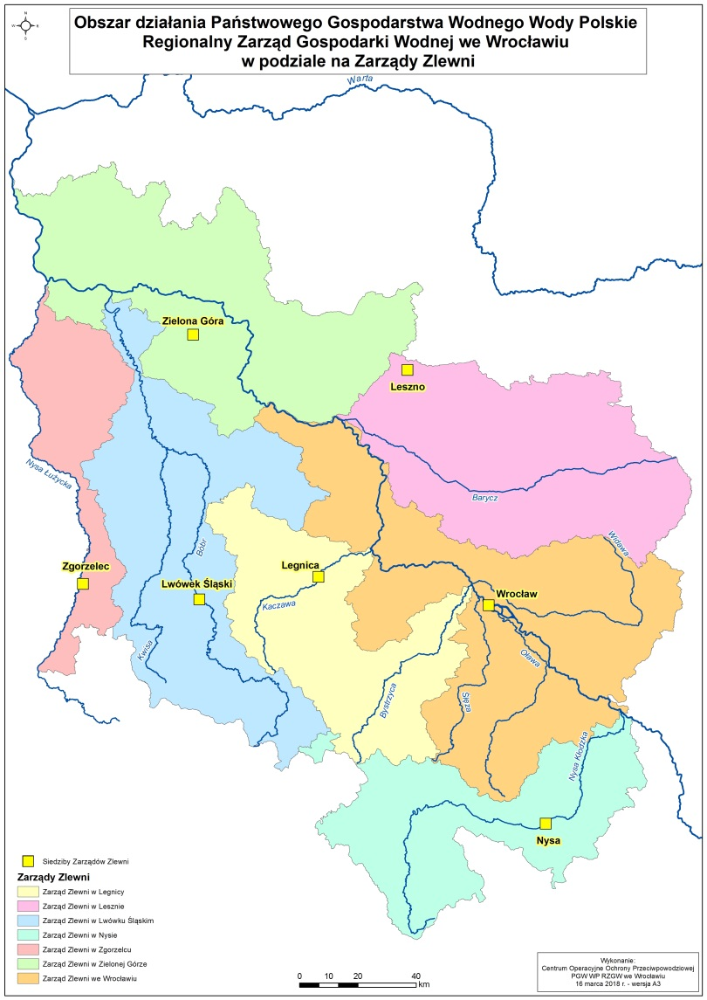 Obszar działania Państwowego Gospodarstwa Wodnego Wody Polskie
Regionalny Zarząd Gospodarki Wodnej we Wrocławiu
w podziale na Zarządy Zlewni
N
W
E
S
Warta
Zielona Góra
Leszno
Nysa Łużycka
Barycz
Widawa
Bóbr
Zgorzelec
Legnica
Lwówek Śląski
Kaczawa
Wrocław
Kwisa
Oława
Bystrzyca
Ślęza
Nysa Kłodzka
Nysa
Siedziby Zarządów Zlewni
Zarządy Zlewni
Zarząd Zlewni w Legnicy
Zarząd Zlewni w Lesznie
Zarząd Zlewni w Lwówku Śląskim
Zarząd Zlewni w Nysie
Zarząd Zlewni w Zgorzelcu
Zarząd Zlewni w Zielonej Górze
Zarząd Zlewni we Wrocławiu
0 10 20 40
km
Wykonanie:
Centrum Operacyjne Ochrony Przeciwpowodziowej
PGW WP RZGW we Wrocławiu
16 marca 2018 r. - wersja A3